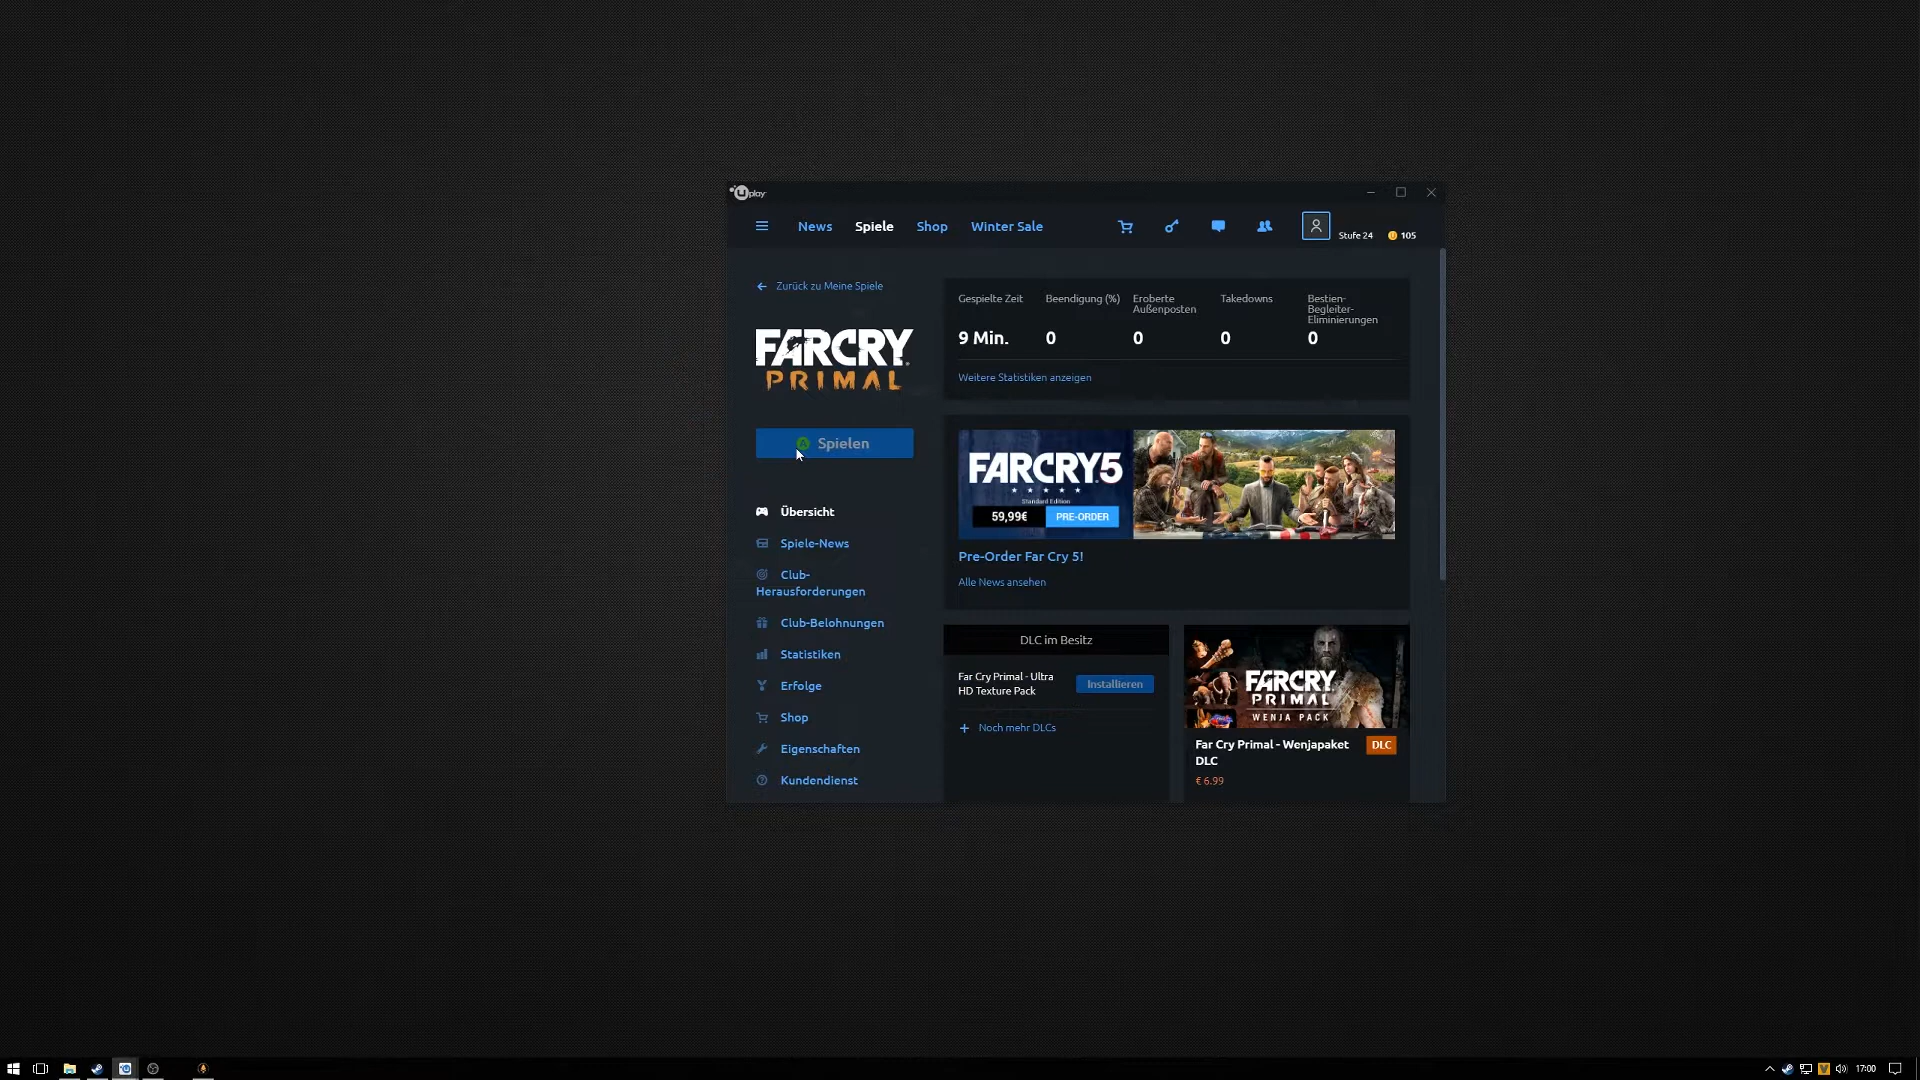 Uplay
News
Spiele
Shop
Winter Sale
Stufe 24
105
Zurück zu Meine Spiele
FARCRY
PRIMAL
Spielen
Übersicht
Spiele-News
Club-
Herausforderungen
Club-Belohnungen
Statistiken
Erfolge
Shop
Eigenschaften
Kundendienst
Gespielte Zeit
9 Min.
Beendigung (%)
0
Eroberte
Außenposten
0
Takedowns
0
Bestien-
Begleiter-
Eliminierungen
0
Weitere Statistiken anzeigen
FARCRY5
Standard Edition
59,99€
PRE-ORDER
Pre-Order Far Cry 5!
Alle News ansehen
DLC im Besitz
Far Cry Primal - Ultra
HD Texture Pack
Installieren
Noch mehr DLCs
FARCRY
PRIMAL
WENJA PACK
Far Cry Primal - Wenjapaket
DLC
DLC
€ 6.99
17:00